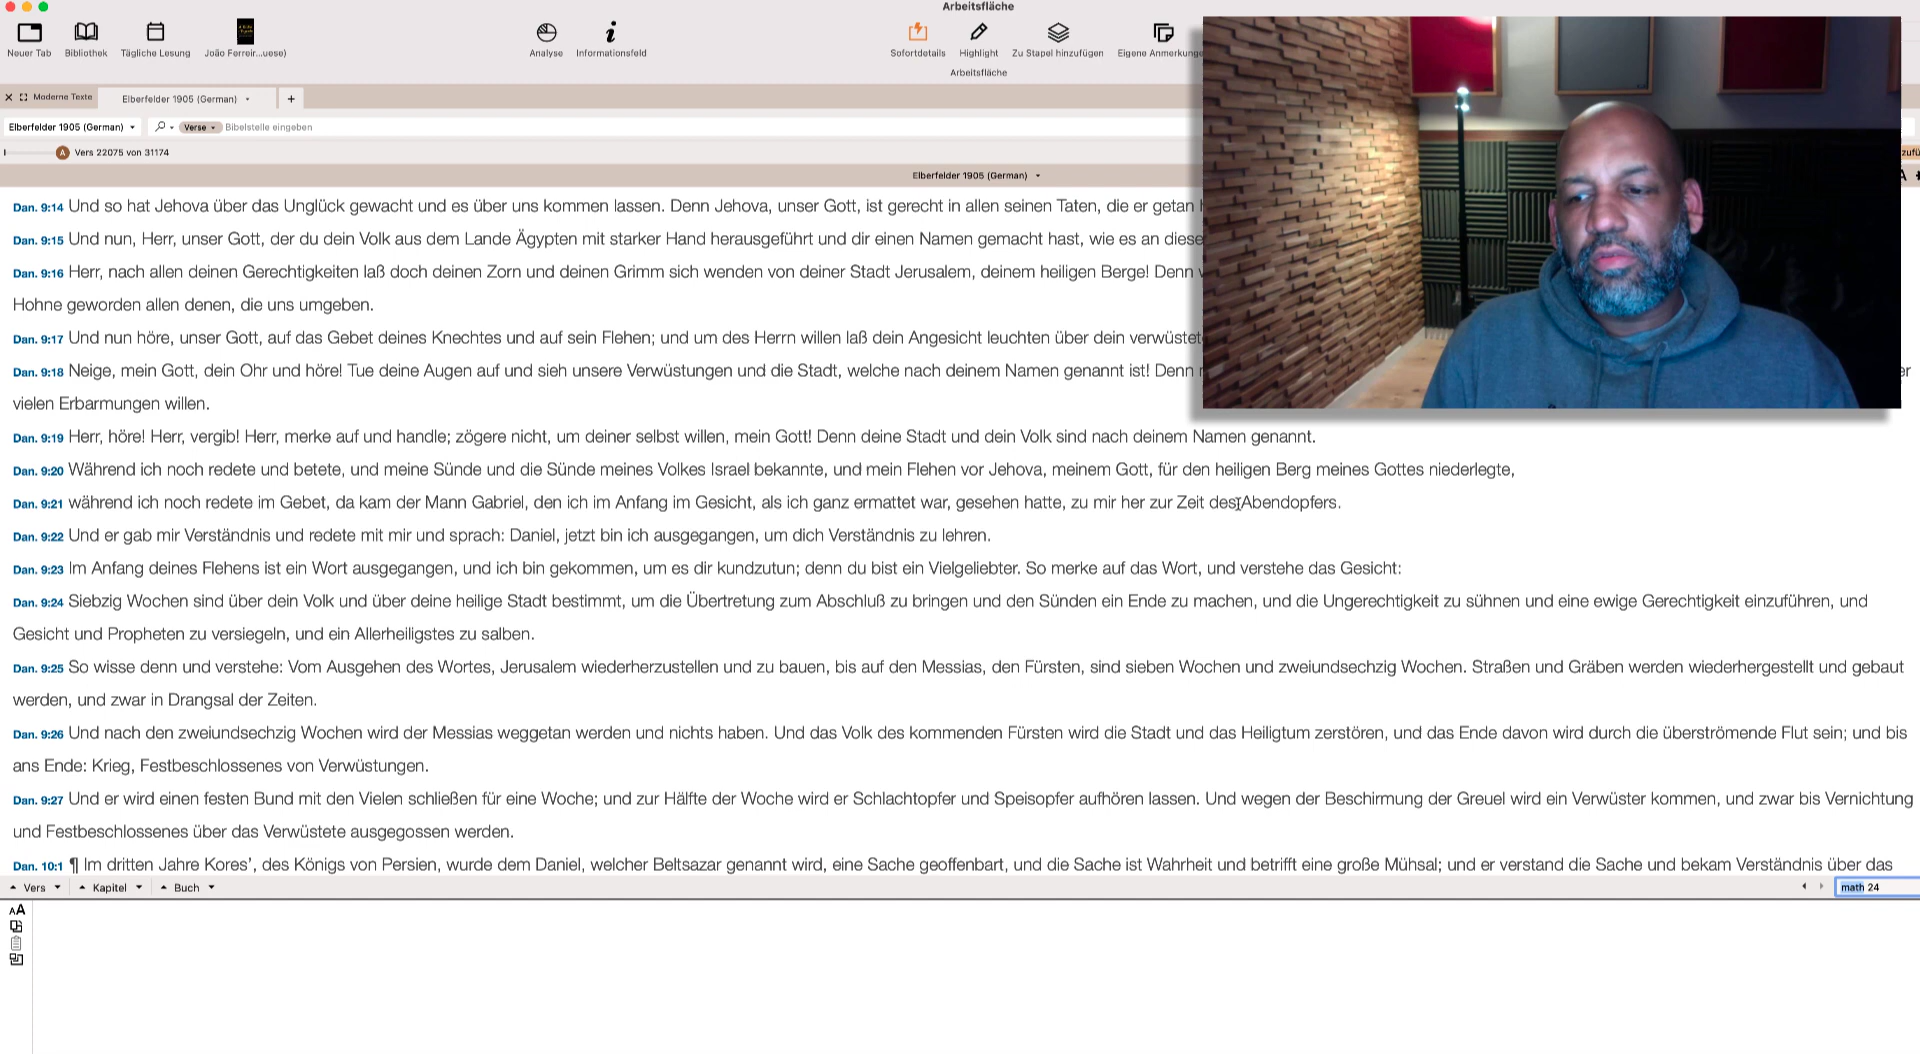 Arbeitsfläche
Neuer Tab
Bibliothek
Tägliche Lesung
João Ferreir...uese)
Analyse
Informationsfeld
Sofortdetails
Highlight
Zu Stapel hinzufügen
Eigene Anmerkunge
Arbeitsfläche
Moderne Texte
Elberfelder 1905 (German)
Elberfelder 1905 (German)
Verse
Bibelstelle eingeben
A Vers 22075 von 31174
Elberfelder 1905 (German)
Dan. 9:14 Und so hat Jehova über das Unglück gewacht und es über uns kommen lassen. Denn Jehova, unser Gott, ist gerecht in allen seinen Taten, die er getan
Dan. 9:15 Und nun, Herr, unser Gott, der du dein Volk aus dem Lande Ägypten mit starker Hand herausgeführt und dir einen Namen gemacht hast, wie es an diese
Dan. 9:16 Herr, nach allen deinen Gerechtigkeiten laß doch deinen Zorn und deinen Grimm sich wenden von deiner Stadt Jerusalem, deinem heiligen Berge! Denn
Hohne geworden allen denen, die uns umgeben.
Dan. 9:17 Und nun höre, unser Gott, auf das Gebet deines Knechtes und auf sein Flehen; und um des Herrn willen laß dein Angesicht leuchten über dein verwüstet
Dan. 9:18 Neige, mein Gott, dein Ohr und höre! Tue deine Augen auf und sieh unsere Verwüstungen und die Stadt, welche nach deinem Namen genannt ist! Denn
vielen Erbarmungen willen.
Dan. 9:19 Herr, höre! Herr, vergib! Herr, merke auf und handle; zögere nicht, um deiner selbst willen, mein Gott! Denn deine Stadt und dein Volk sind nach deinem Namen genannt.
Dan. 9:20 Während ich noch redete und betete, und meine Sünde und die Sünde meines Volkes Israel bekannte, und mein Flehen vor Jehova, meinem Gott, für den heiligen Berg meines Gottes niederlegte,
Dan. 9:21 während ich noch redete im Gebet, da kam der Mann Gabriel, den ich im Anfang im Gesicht, als ich ganz ermattet war, gesehen hatte, zu mir her zur Zeit des Abendopfers.
Dan. 9:22 Und er gab mir Verständnis und redete mit mir und sprach: Daniel, jetzt bin ich ausgegangen, um dich Verständnis zu lehren.
Dan. 9:23 Im Anfang deines Flehens ist ein Wort ausgegangen, und ich bin gekommen, um es dir kundzutun; denn du bist ein Vielgeliebter. So merke auf das Wort, und verstehe das Gesicht:
Dan. 9:24 Siebzig Wochen sind über dein Volk und über deine heilige Stadt bestimmt, um die Übertretung zum Abschluß zu bringen und den Sünden ein Ende zu machen, und die Ungerechtigkeit zu sühnen und eine ewige Gerechtigkeit einzuführen, und
Gesicht und Propheten zu versiegeln, und ein Allerheiligstes zu salben.
Dan. 9:25 So wisse denn und verstehe: Vom Ausgehen des Wortes, Jerusalem wiederherzustellen und zu bauen, bis auf den Messias, den Fürsten, sind sieben Wochen und zweiundsechzig Wochen. Straßen und Gräben werden wiederhergestellt und gebaut
werden, und zwar in Drangsal der Zeiten.
Dan. 9:26 Und nach den zweiundsechzig Wochen wird der Messias weggetan werden und nichts haben. Und das Volk des kommenden Fürsten wird die Stadt und das Heiligtum zerstören, und das Ende davon wird durch die überströmende Flut sein; und bis
ans Ende: Krieg, Festbeschlossenes von Verwüstungen.
Dan. 9:27 Und er wird einen festen Bund mit den Vielen schließen für eine Woche; und zur Hälfte der Woche wird er Schlachtopfer und Speisopfer aufhören lassen. Und wegen der Beschirmung der Greuel wird ein Verwüster kommen, und zwar bis Vernichtung
und Festbeschlossenes über das Verwüstete ausgegossen werden.
Dan. 10:1 ¶ Im dritten Jahre Kores’, des Königs von Persien, wurde dem Daniel, welcher Beltsazar genannt wird, eine Sache geoffenbart, und die Sache ist Wahrheit und betrifft eine große Mühsal; und er verstand die Sache und bekam Verständnis über das
Vers
Kapitel
Buch
math 24
AA